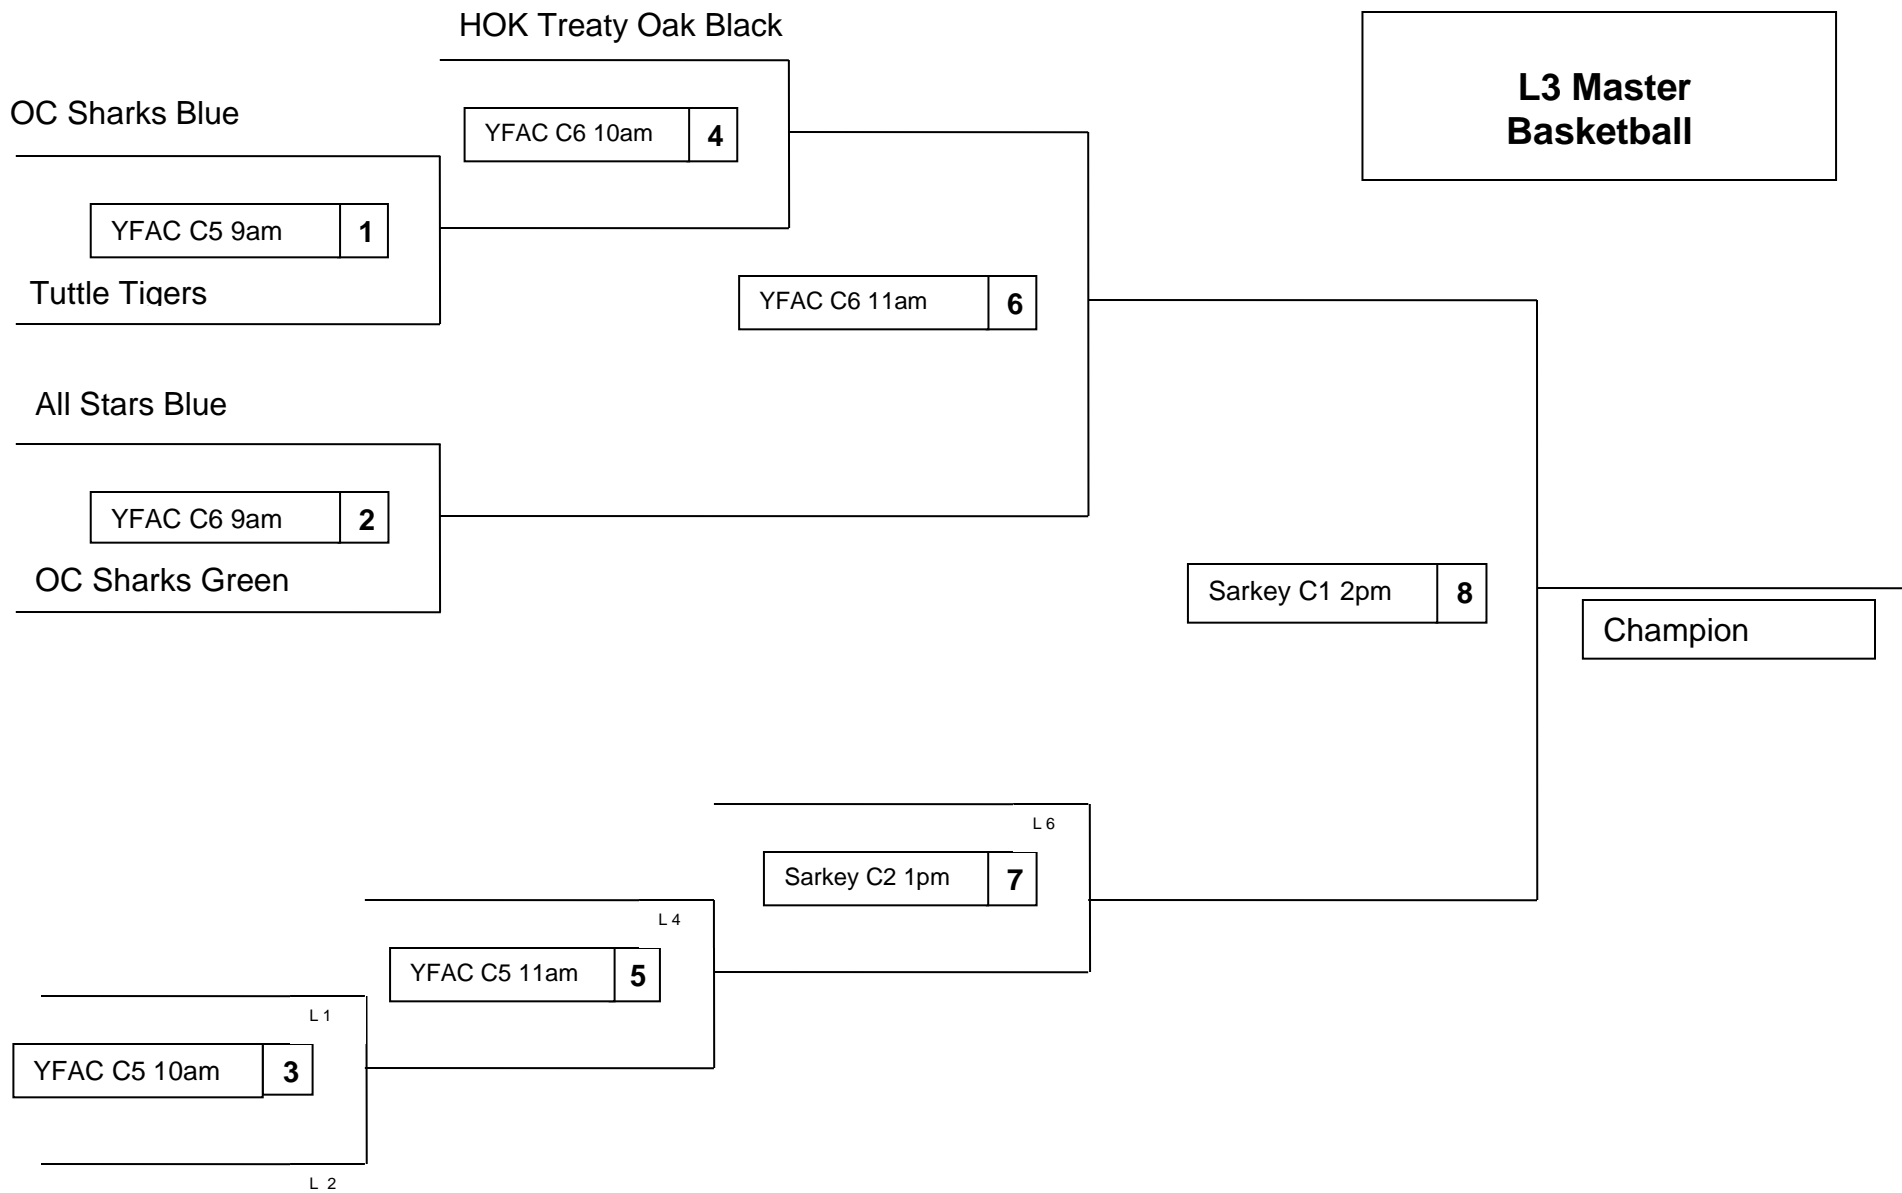 HOK Treaty Oak Black
L3 Master
Basketball
OC Sharks Blue
YFAC C6 10am 4
YFAC C5 9am 1
Tuttle Tigers
YFAC C6 11am 6
All Stars Blue
YFAC C6 9am 2
OC Sharks Green
Sarkey C1 2pm 8
Champion
L 6
Sarkey C2 1pm 7
L 4
YFAC C5 11am 5
L 1
YFAC C5 10am 3
L 2